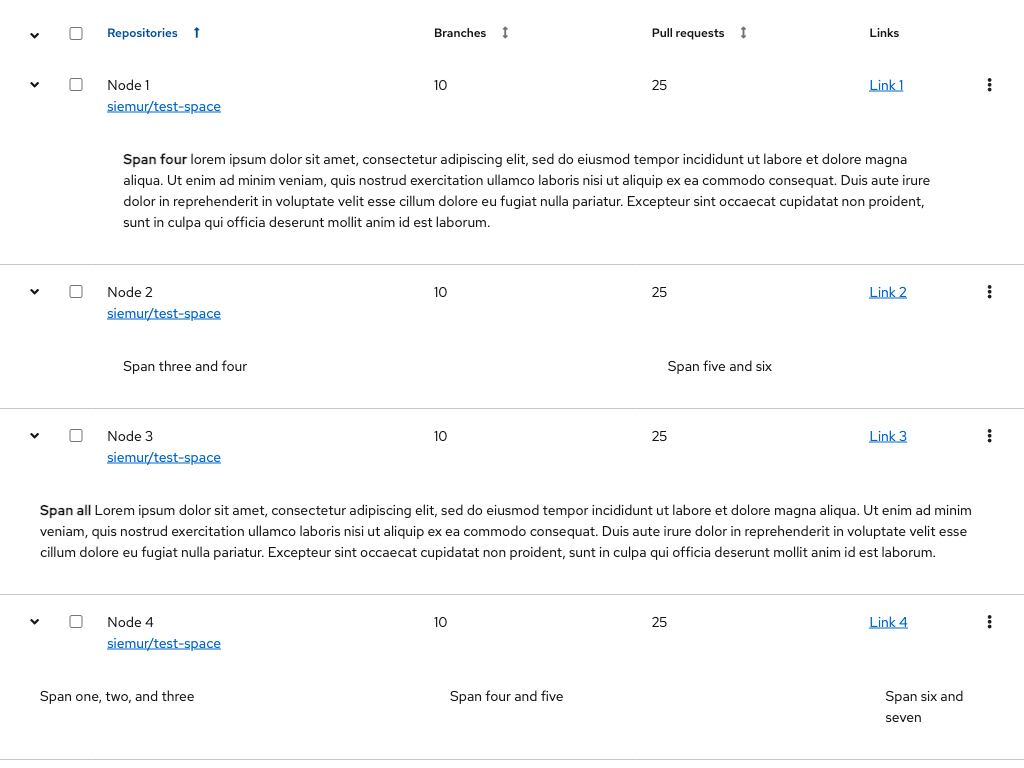 Repositories Branches Pull requests Links
Node 1 10 25 Link 1
siemur/test-space
Span four lorem ipsum dolor sit amet, consectetur adipiscing elit, sed do eiusmod tempor incididunt ut labore et dolore magna
aliqua. Ut enim ad minim veniam, quis nostrud exercitation ullamco laboris nisi ut aliquip ex ea commodo consequat. Duis aute irure
dolor in reprehenderit in voluptate velit esse cillum dolore eu fugiat nulla pariatur. Excepteur sint occaecat cupidatat non proident,
sunt in culpa qui officia deserunt mollit anim id est laborum.
Node 2 10 25 Link 2
siemur/test-space
Span three and four Span five and six
Node 3 10 25 Link 3
siemur/test-space
Span all Lorem ipsum dolor sit amet, consectetur adipiscing elit, sed do eiusmod tempor incididunt ut labore et dolore magna aliqua. Ut enim ad minim
veniam, quis nostrud exercitation ullamco laboris nisi ut aliquip ex ea commodo consequat. Duis aute irure dolor in reprehenderit in voluptate velit esse
cillum dolore eu fugiat nulla pariatur. Excepteur sint occaecat cupidatat non proident, sunt in culpa qui officia deserunt mollit anim id est laborum.
Node 4 10 25 Link 4
siemur/test-space
Span one, two, and three Span four and five Span six and
seven